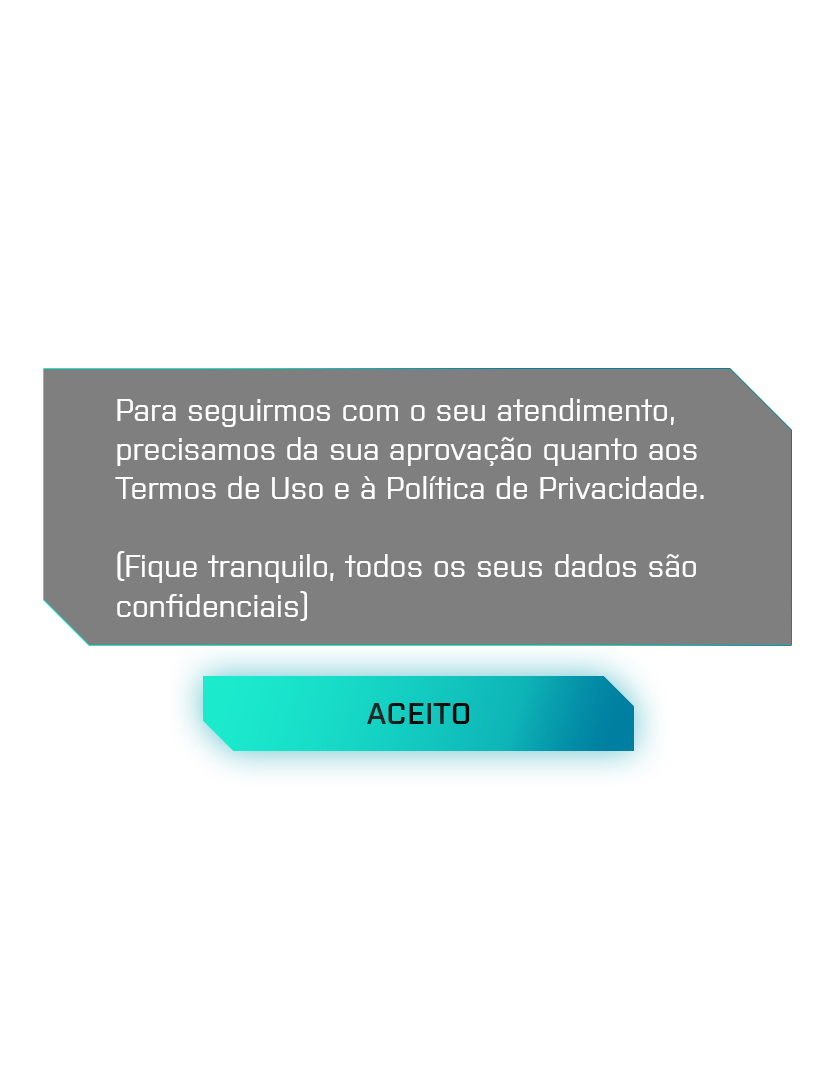 Para seguirmos com o seu atendimento,
precisamos da sua aprovação quanto aos
Termos de Uso e à Política de Privacidade.
(Fique tranquilo, todos os seus dados são
confidenciais)
ACEITO